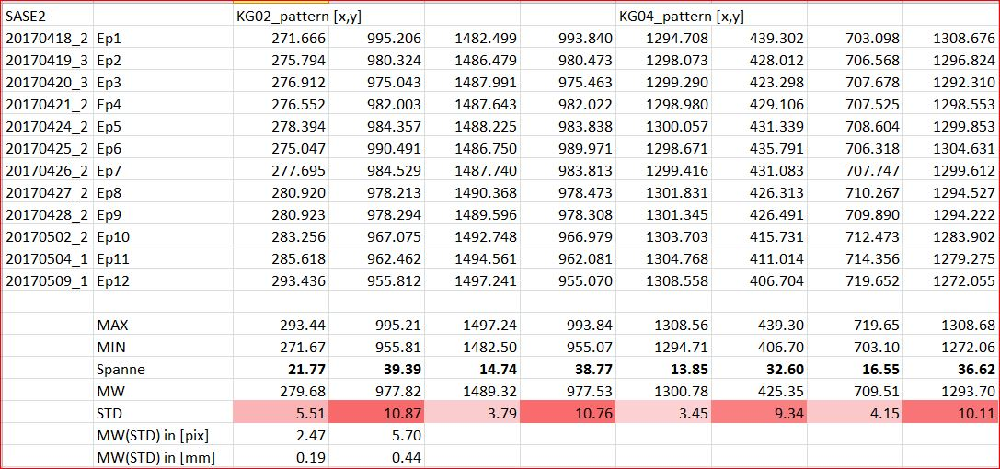 SASE2 KG02_pattern [x,y] KG04_pattern [x,y]
20170418_2 Ep1 271.666 995.206 1482.499 993.840 1294.708 439.302 703.098 1308.676
20170419_3 Ep2 275.794 980.324 1486.479 980.473 1298.073 428.012 706.568 1296.824
20170420_3 Ep3 276.912 975.043 1487.991 975.463 1299.290 423.298 707.678 1292.310
20170421_2 Ep4 276.552 982.003 1487.643 982.022 1298.980 429.106 707.525 1298.553
20170424_2 Ep5 278.394 984.357 1488.225 983.838 1300.057 431.339 708.604 1299.853
20170425_2 Ep6 275.047 990.491 1486.750 989.971 1298.671 435.791 706.318 1304.631
20170426_2 Ep7 277.695 984.529 1487.740 983.813 1299.416 431.083 707.747 1299.612
20170427_2 Ep8 280.920 978.213 1490.368 978.473 1301.831 426.313 710.267 1294.527
20170428_2 Ep9 280.923 978.294 1489.596 978.308 1301.345 426.491 709.890 1294.222
20170502_2 Ep10 283.256 967.075 1492.748 966.979 1303.703 415.731 712.473 1283.902
20170504_1 Ep11 285.618 962.462 1494.561 962.081 1304.768 411.014 714.356 1279.275
20170509_1 Ep12 293.436 955.812 1497.241 955.070 1308.558 406.704 719.652 1272.055
MAX 293.44 995.21 1497.24 993.84 1308.56 439.30 719.65 1308.68
MIN 271.67 955.81 1482.50 955.07 1294.71 406.70 703.10 1272.06
Spanne 21.77 39.39 14.74 38.77 13.85 32.60 16.55 36.62
MW 279.68 977.82 1489.32 977.53 1300.78 425.35 709.51 1293.70
STD 5.51 10.87 3.79 10.76 3.45 9.34 4.15 10.11
MW(STD) in [pix] 2.47 5.70
MW(STD) in [mm] 0.19 0.44